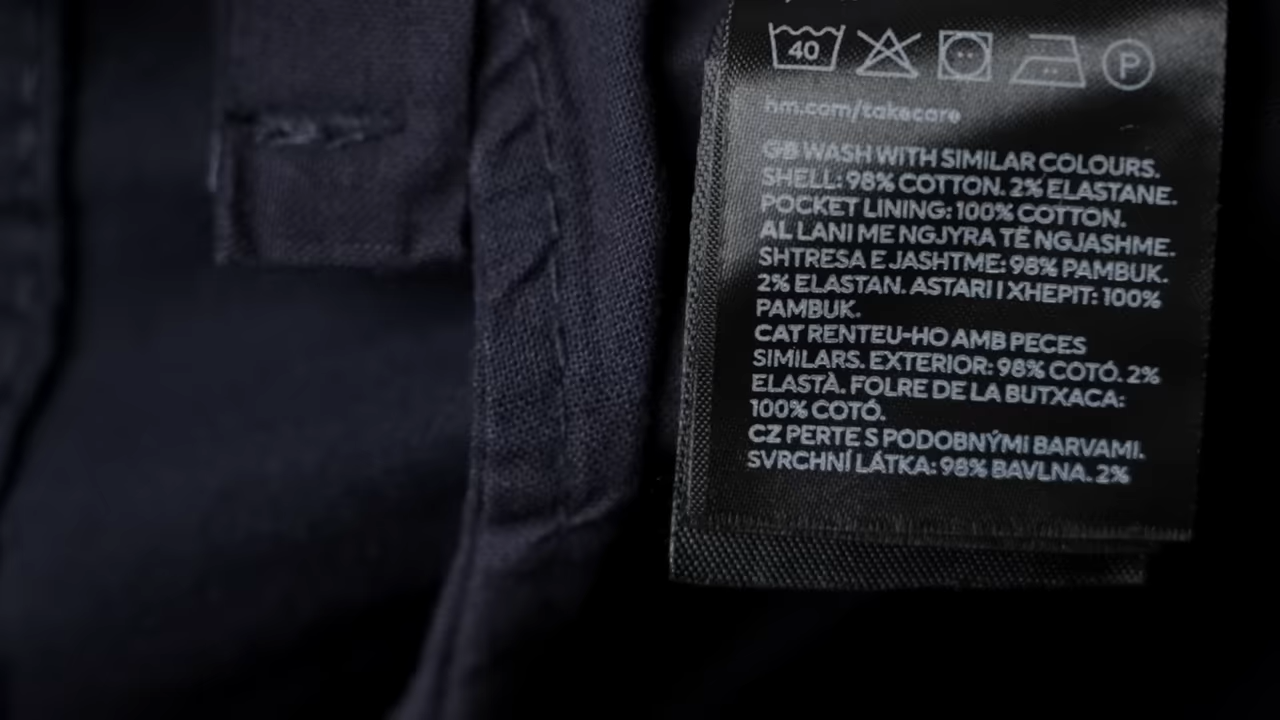 40 P
hm.com/takecare
GB WASH WITH SIMILAR COLOURS.
SHELL: 98% COTTON. 2% ELASTANE.
POCKET LINING: 100% COTTON.
AL LANI ME NGJYRA TË NGJASHME.
SHTRESA E JASHTME: 98% PAMBUK.
2% ELASTAN. ASTARI I XHEPIT: 100%
PAMBUK.
CAT RENTEU-HO AMB PECES
SIMILARS. EXTERIOR: 98% COTÓ. 2%
ELASTÀ. FOLRE DE LA BUTXACA:
100% COTÓ.
CZ PERTE S PODOBNÝMI BARVAMI.
SVRCHNÍ LÁTKA: 98% BAVLNA. 2%